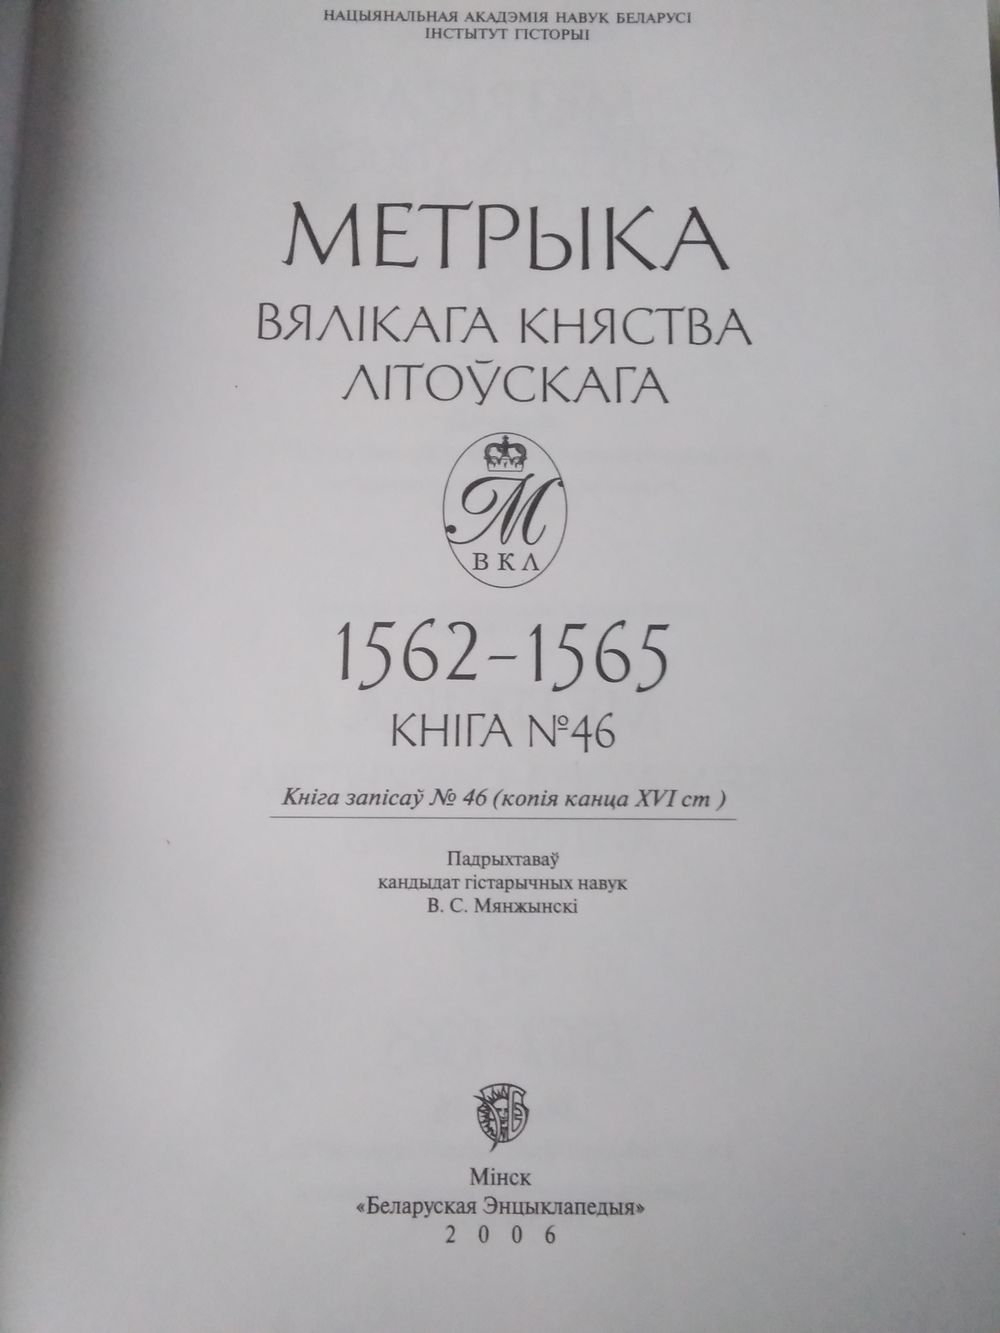 НАЦЫЯНАЛЬНАЯ АКАДЭМІЯ НАВУК БЕЛАРУСІ
ІНСТЫТУТ ГІСТОРЫІ
МЕТРЫКА
ВЯЛІКАГА КНЯСТВА
ЛІТОЎСКАГА
М
ВКЛ
1562–1565
КНІГА №46
Кніга запісаў № 46 (копія канца XVI ст )
Падрыхтаваў
кандыдат гістарычных навук
В. С. Мянжынскі
Мінск
«Беларуская Энцыклапедыя»
2006